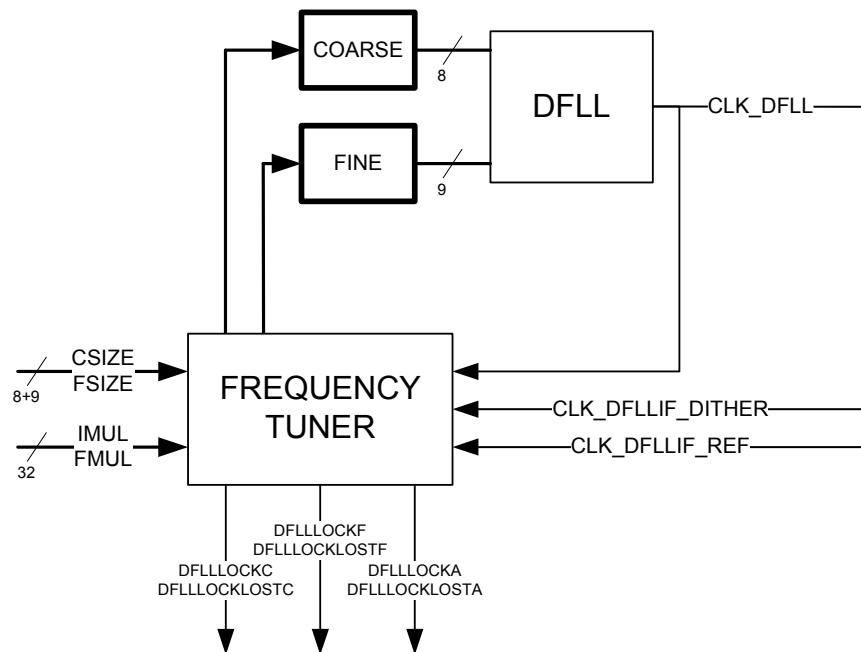 COARSE
8
DFLL
CLK_DFLL
FINE
9
CSIZE
FSIZE
8+9
IMUL
FMUL
32
FREQUENCY
TUNER
CLK_DFLLIF_DITHER
CLK_DFLLIF_REF
DFLLLOCKF
DFLLLOCKLOSTF
DFLLLOCKC
DFLLLOCKLOSTC
DFLLLOCKA
DFLLLOCKLOSTA